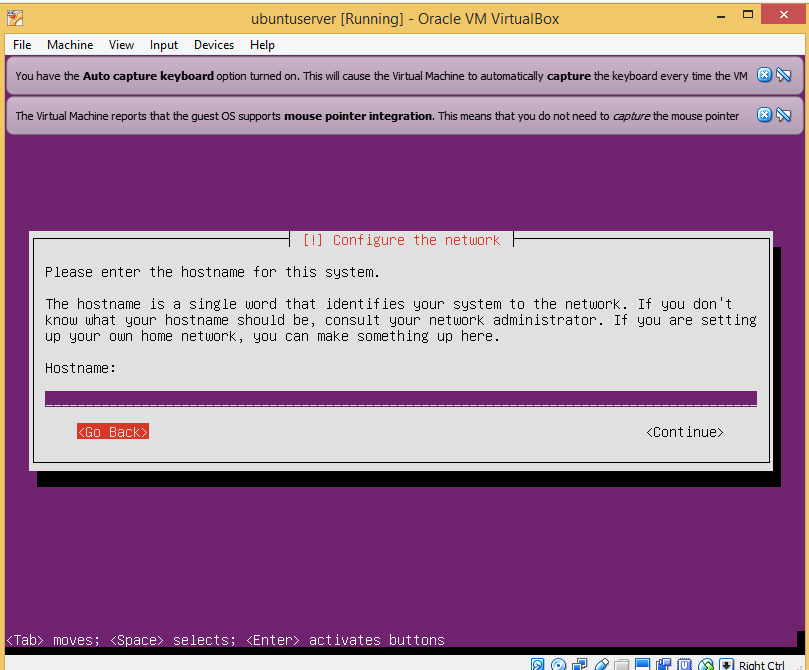 ubuntuserver [Running] - Oracle VM VirtualBox
File Machine View Input Devices Help
You have the Auto capture keyboard option turned on. This will cause the Virtual Machine to automatically capture the keyboard every time the VM
The Virtual Machine reports that the guest OS supports mouse pointer integration. This means that you do not need to capture the mouse pointer
[!] Configure the network
Please enter the hostname for this system.
The hostname is a single word that identifies your system to the network. If you don't
know what your hostname should be, consult your network administrator. If you are setting
up your own home network, you can make something up here.
Hostname:
<Go Back> <Continue>
<Tab> moves; <Space> selects; <Enter> activates buttons
Right Ctrl